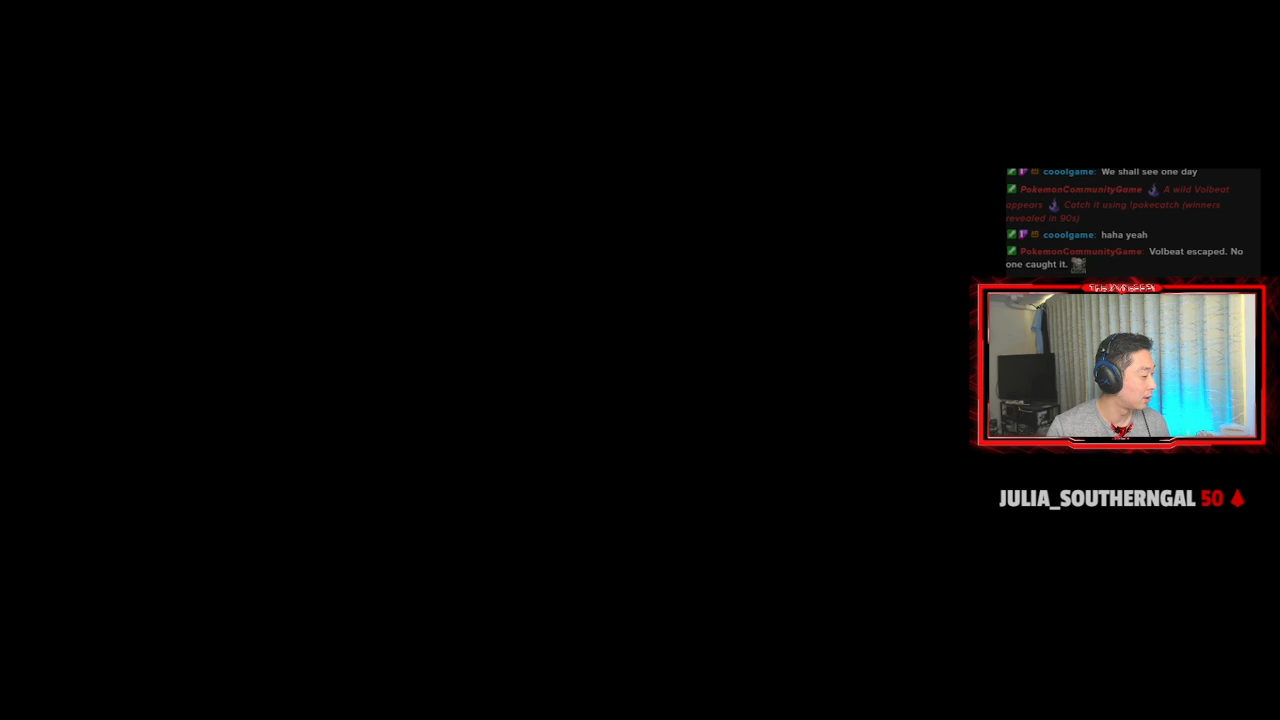 cooolgame: We shall see one day
PokemonCommunityGame A wild Volbeat
appears Catch it using !pokecatch (winners
revealed in 90s)
cooolgame: haha yeah
PokemonCommunityGame: Volbeat escaped. No
one caught it.
JULIA_SOUTHERNGAL 50